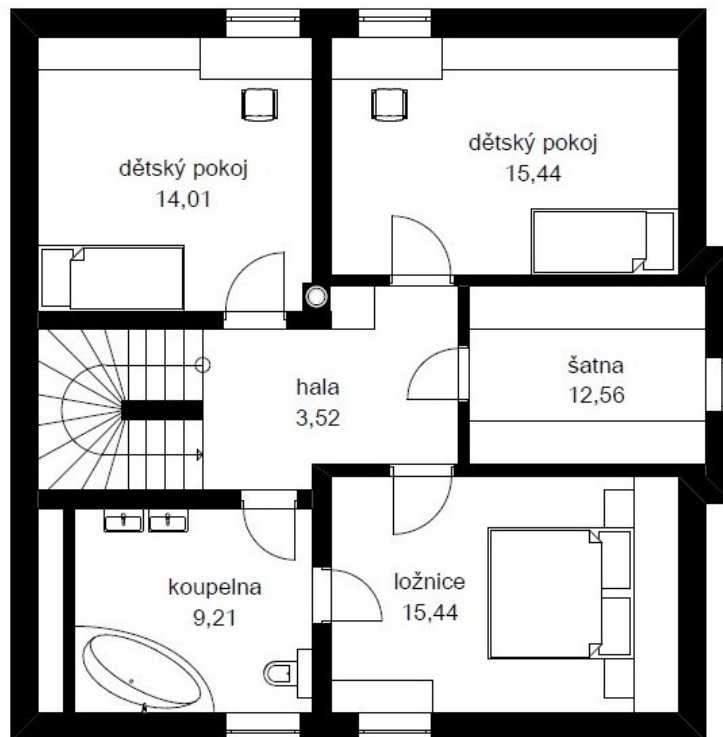 dětský pokoj
14,01
dětský pokoj
15,44
hala
3,52
šatna
12,56
koupelna
9,21
ložnice
15,44